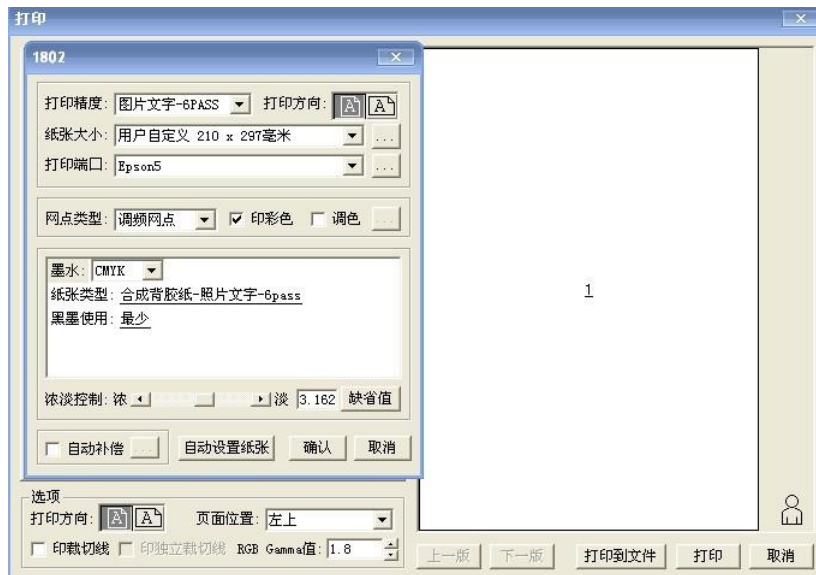 打印
1802
打印精度: 图片文字-6PASS 打印方向: A A
纸张大小: 用户自定义 210 x 297毫米 ...
打印端口: Epson5 ...
网点类型: 调频网点 印彩色 调色 ...
墨水: CMYK
纸张类型: 合成背胶纸-照片文字-6pass
黑墨使用: 最少
浓淡控制: 浓 淡 3.162 缺省值
自动补偿 ... 自动设置纸张 确认 取消
1
选项
打印方向: A A 页面位置: 左上
印裁切线 印独立裁切线 RGB Gamma值: 1.8
上一版 下一版 打印到文件 打印 取消